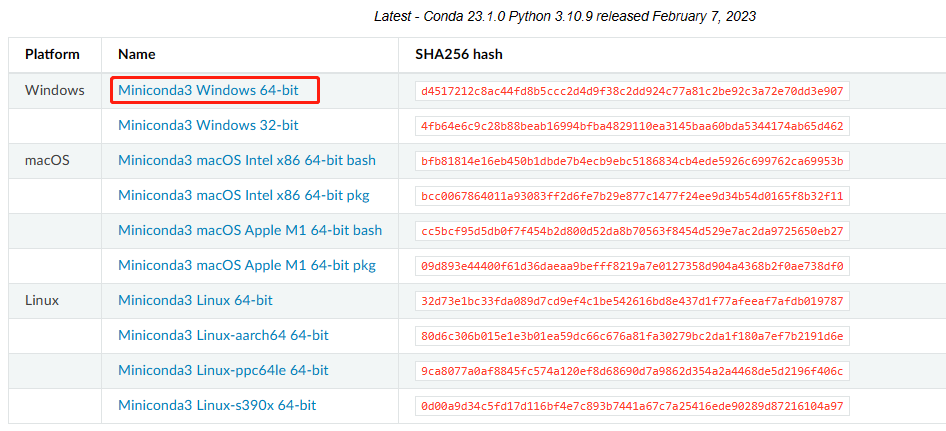 Latest - Conda 23.1.0 Python 3.10.9 released February 7, 2023
Platform Name SHA256 hash
Windows Miniconda3 Windows 64-bit d4517212c8ac44fd8b5ccc2d4d9f38c2dd924c77a81c2be92c3a72e70dd3e907
Miniconda3 Windows 32-bit 4fb64e6c9c28b88beab16994bfba4829110ea3145baa60bda5344174ab65d462
macOS Miniconda3 macOS Intel x86 64-bit bash bfb81814e16eb450b1dbde7b4ecb9ebc5186834cb4ede5926c699762ca69953b
Miniconda3 macOS Intel x86 64-bit pkg bcc0067864011a93083ff2d6fe7b29e877c1477f24ee9d34b54d0165f8b32f11
Miniconda3 macOS Apple M1 64-bit bash cc5bcf95d5db0f7f454b2d800d52da8b70563f8454d529e7ac2da9725650eb27
Miniconda3 macOS Apple M1 64-bit pkg 09d893e44400f61d36daeaa9befff8219a7e0127358d904a4368b2f0ae738df0
Linux Miniconda3 Linux 64-bit 32d73e1bc33fda089d7cd9ef4c1be542616bd8e437d1f77afeeaf7afdb019787
Miniconda3 Linux-aarch64 64-bit 80d6c306b015e1e3b01ea59dc66c676a81fa30279bc2da1f180a7ef7b2191d6e
Miniconda3 Linux-ppc64le 64-bit 9ca8077a0af8845fc574a120ef8d68690d7a9862d354a2a4468de5d2196f406c
Miniconda3 Linux-s390x 64-bit 0d00a9d34c5fd17d116bf4e7c893b7441a67c7a25416ede90289d87216104a97